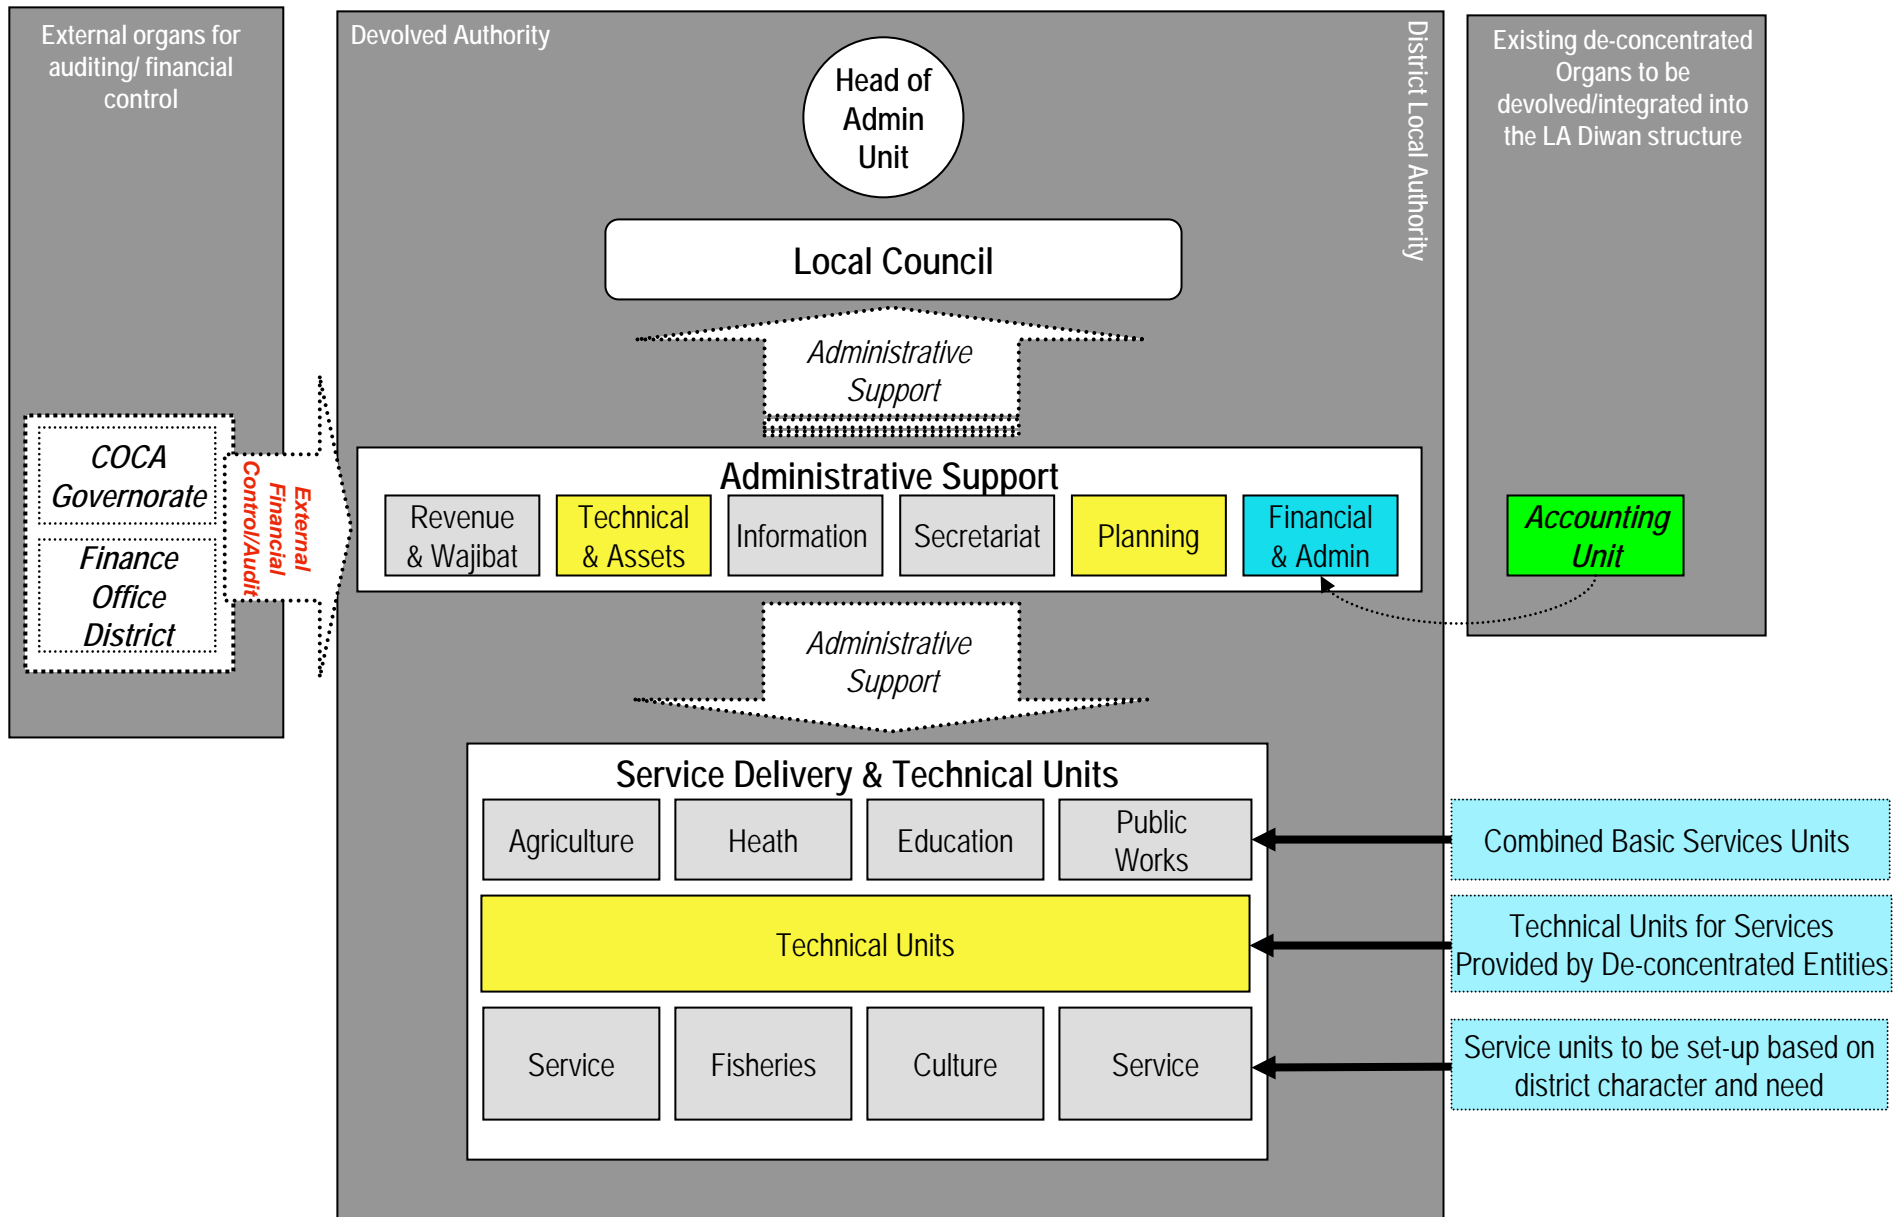 External organs for
auditing/ financial
control
COCA
Governorate
Finance
Office
District
External
Financial
Control/Audit
Devolved Authority
District Local Authority
Head of
Admin
Unit
Local Council
Administrative
Support
Administrative Support
Revenue
& Wajibat
Technical
& Assets
Information
Secretariat
Planning
Financial
& Admin
Administrative
Support
Service Delivery & Technical Units
Agriculture
Heath
Education
Public
Works
Technical Units
Service
Fisheries
Culture
Service
Existing de-concentrated
Organs to be
devolved/integrated into
the LA Diwan structure
Accounting
Unit
Combined Basic Services Units
Technical Units for Services
Provided by De-concentrated Entities
Service units to be set-up based on
district character and need